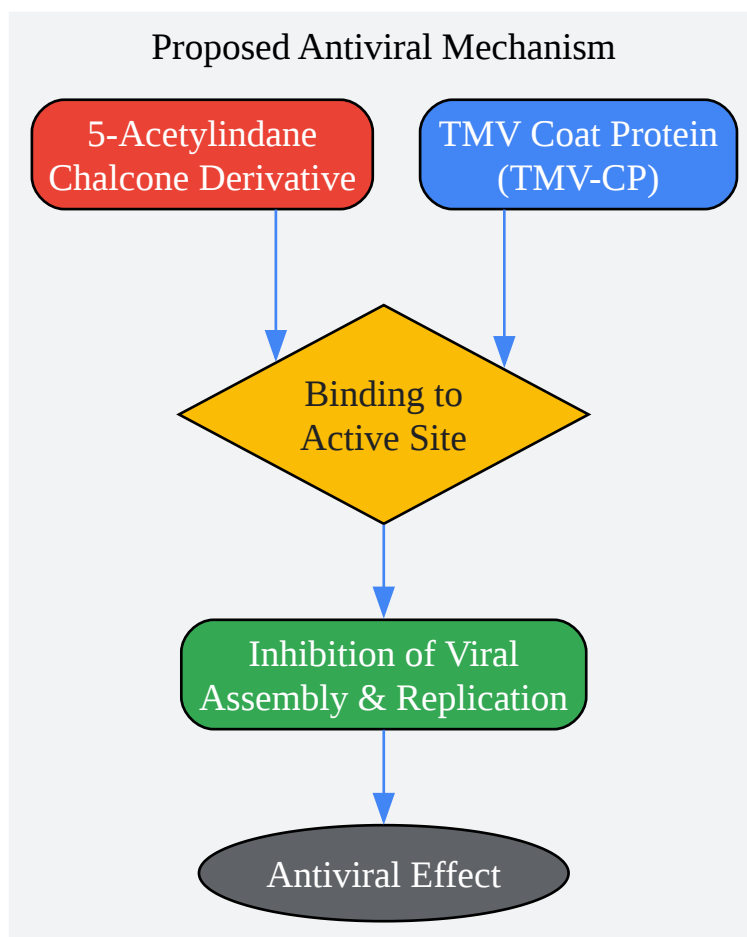 Proposed Antiviral Mechanism
5-Acetylindane
Chalcone Derivative
TMV Coat Protein
(TMV-CP)
Binding to
Active Site
Inhibition of Viral
Assembly & Replication
Antiviral Effect